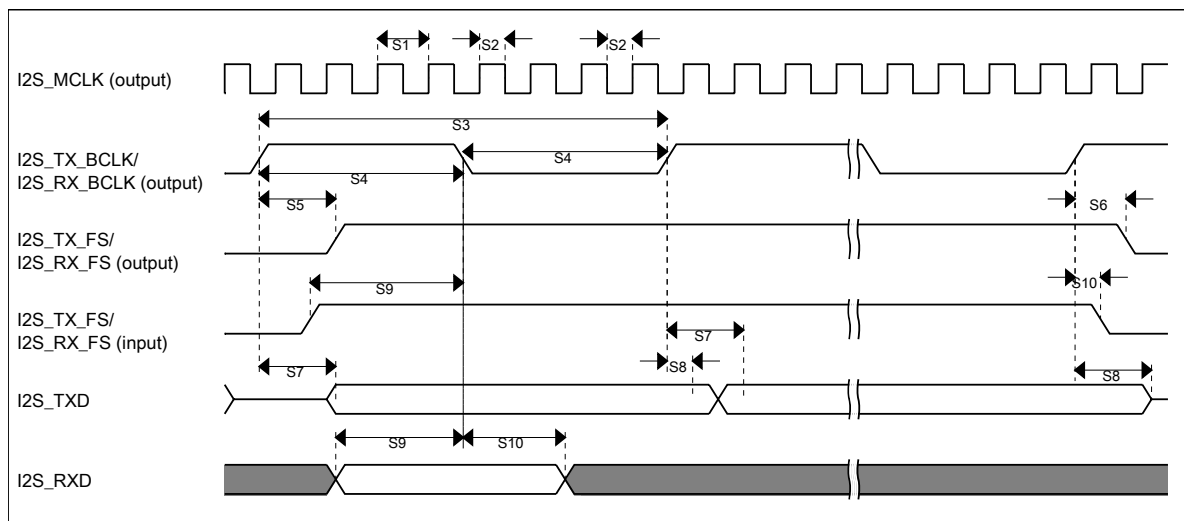 S1 S2 S2
I2S_MCLK (output)
S3
I2S_TX_BCLK/
I2S_RX_BCLK (output)
S4
S4
S5
S6
I2S_TX_FS/
I2S_RX_FS (output)
S9
S10
I2S_TX_FS/
I2S_RX_FS (input)
S7
S7
S8
S8
I2S_TXD
S9
S10
I2S_RXD